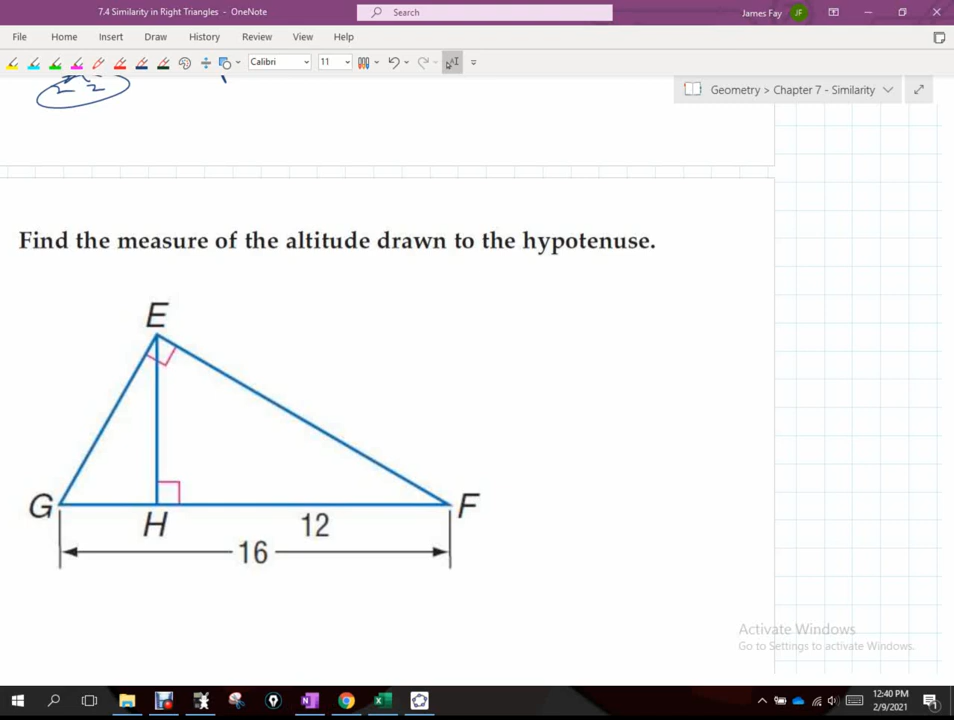 7.4 Similarity in Right Triangles - OneNote
Search
James Fay
JF
File Home Insert Draw History Review View Help
Calibri 11
Geometry > Chapter 7 - Similarity
Find the measure of the altitude drawn to the hypotenuse.
E
G
H
12
F
16
Activate Windows
Go to Settings to activate Windows.
12:40 PM
2/9/2021